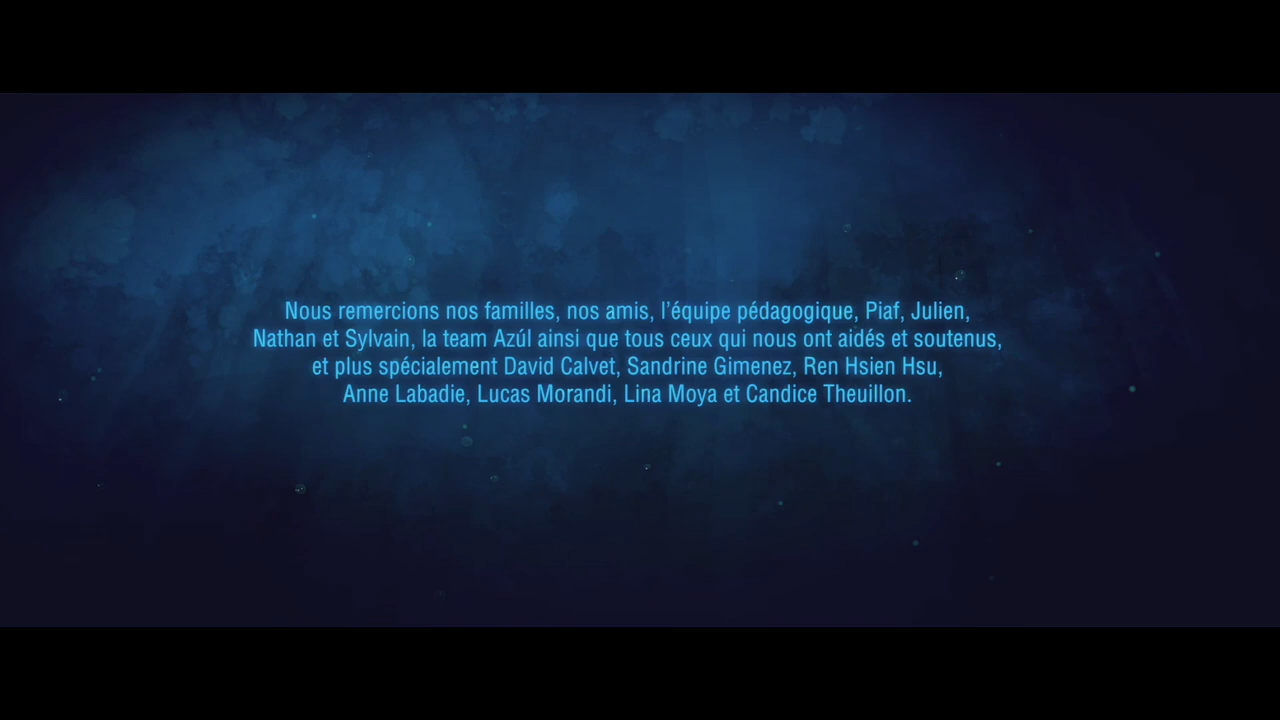 Nous remercions nos familles, nos amis, l’équipe pédagogique, Piaf, Julien,
Nathan et Sylvain, la team Azúl ainsi que tous ceux qui nous ont aidés et soutenus,
et plus spécialement David Calvet, Sandrine Gimenez, Ren Hsien Hsu,
Anne Labadie, Lucas Morandi, Lina Moya et Candice Theuillon.